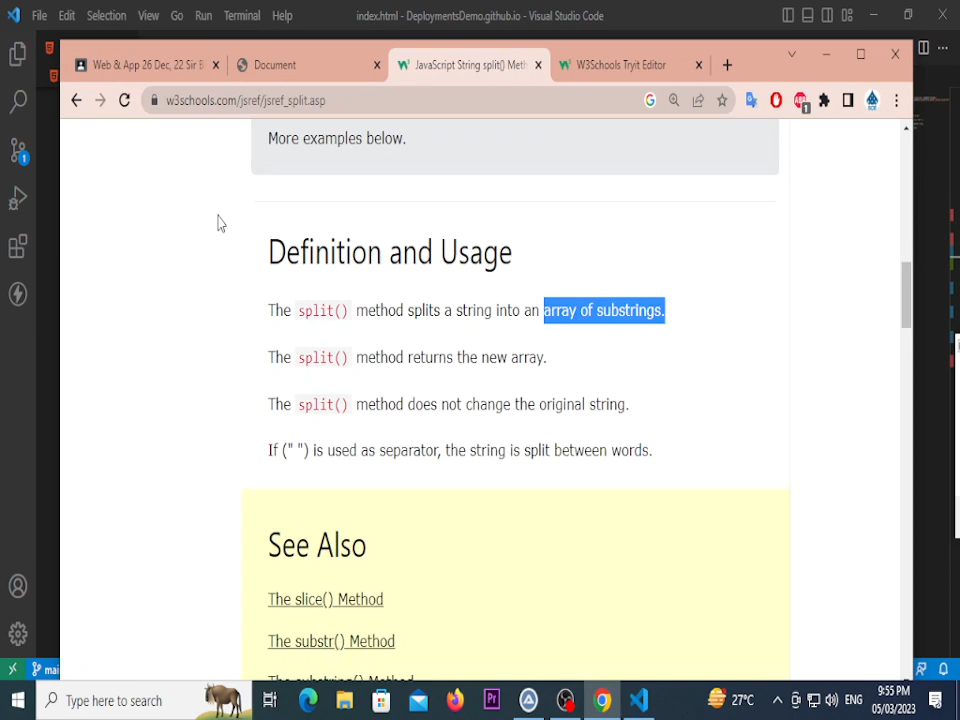 File Edit Selection View Go Run Terminal Help
index.html - DeploymentsDemo.github.io - Visual Studio Code
Web & App 26 Dec, 22 Sir
Document
JavaScript String split() Meth
W3Schools Tryit Editor
w3schools.com/jsref/jsref_split.asp
1
1
More examples below.
Definition and Usage
The split() method splits a string into an array of substrings.
The split() method returns the new array.
The split() method does not change the original string.
If (" ") is used as separator, the string is split between words.
See Also
The slice() Method
The substr() Method
mai
Type here to search
Pr
27°C
ENG
9:55 PM
05/03/2023